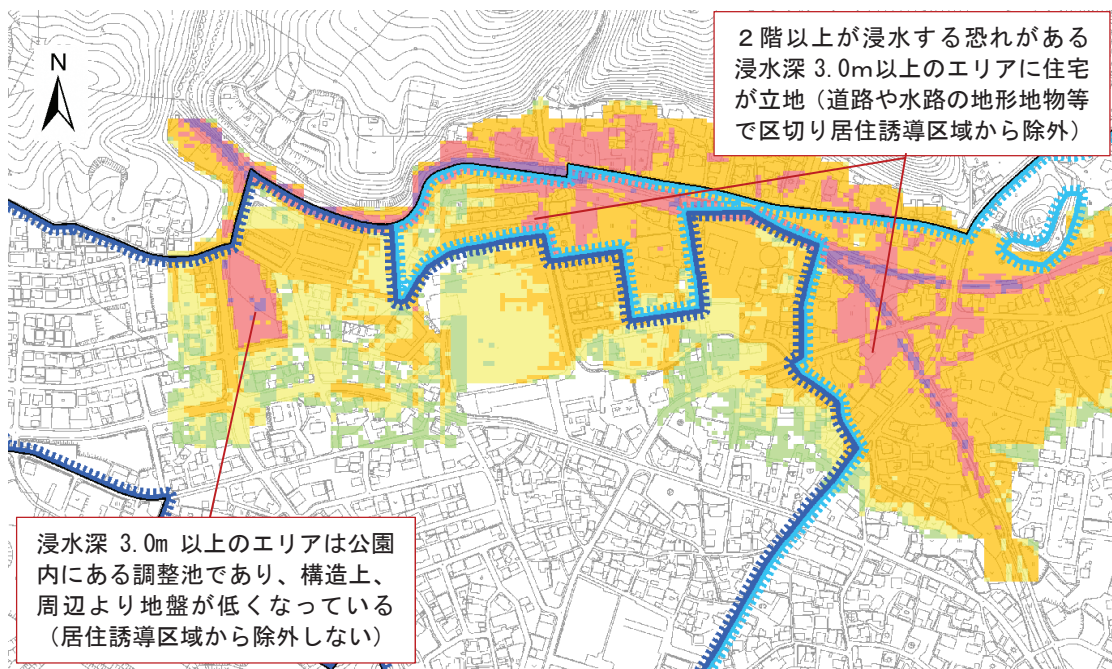 N
２階以上が浸水する恐れがある
浸水深 3.0m以上のエリアに住宅
が立地（道路や水路の地形地物等
で区切り居住誘導区域から除外）
浸水深 3.0m 以上のエリアは公園
内にある調整池であり、構造上、
周辺より地盤が低くなっている
（居住誘導区域から除外しない）